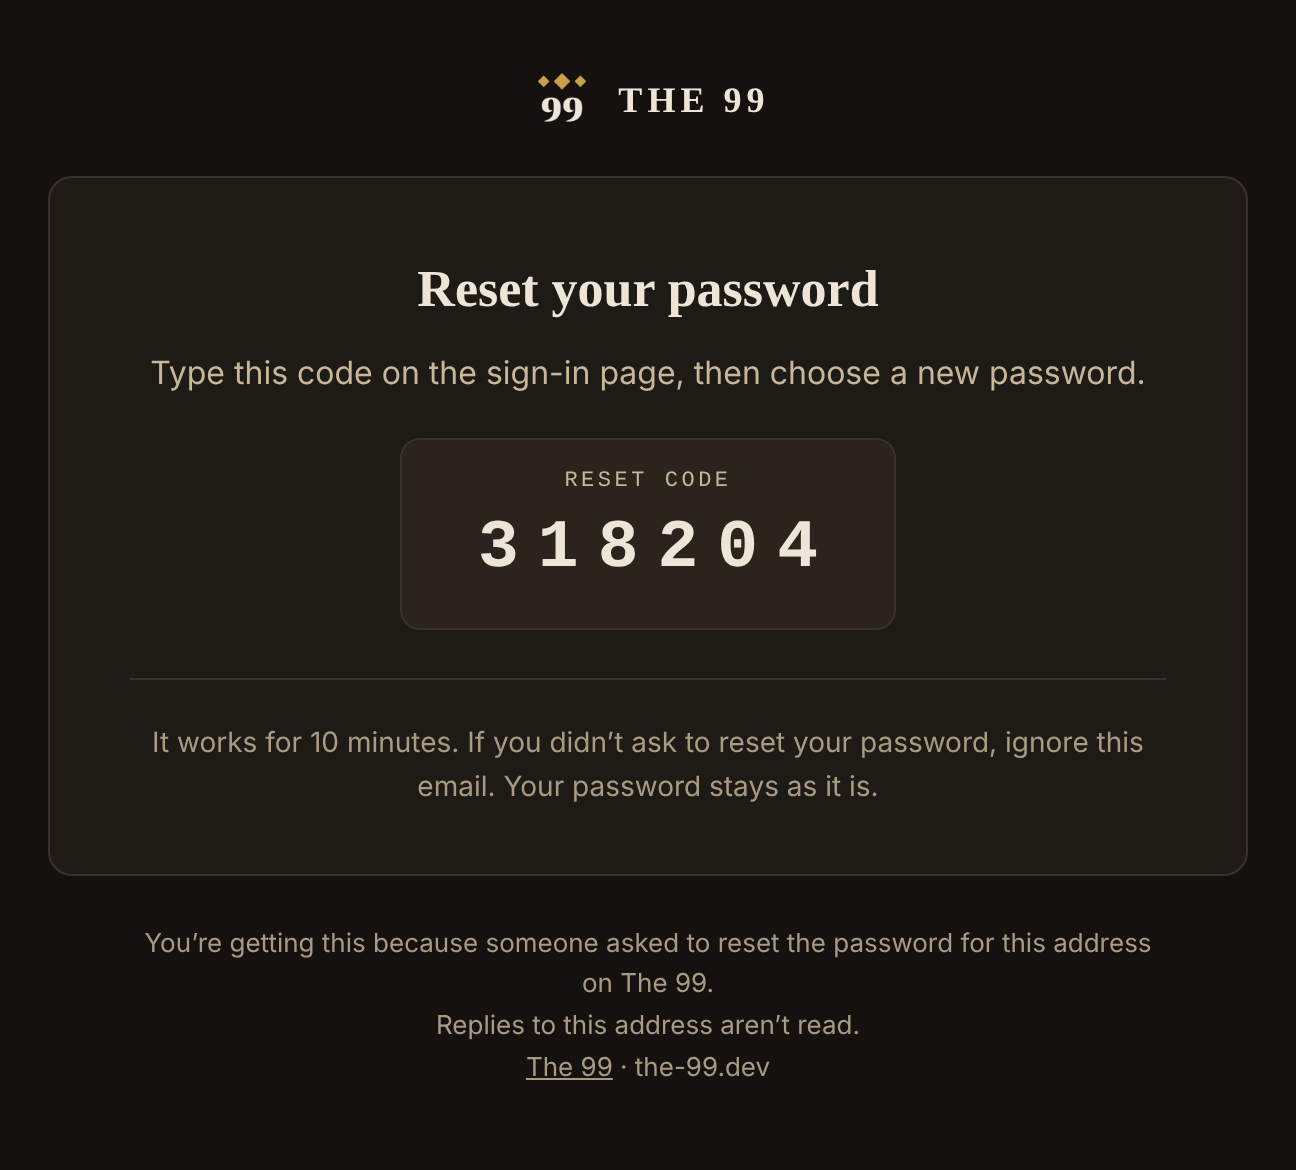 99 THE 99
Reset your password
Type this code on the sign-in page, then choose a new password.
RESET CODE
318204
It works for 10 minutes. If you didn’t ask to reset your password, ignore this
email. Your password stays as it is.
You’re getting this because someone asked to reset the password for this address
on The 99.
Replies to this address aren’t read.
The 99 · the-99.dev